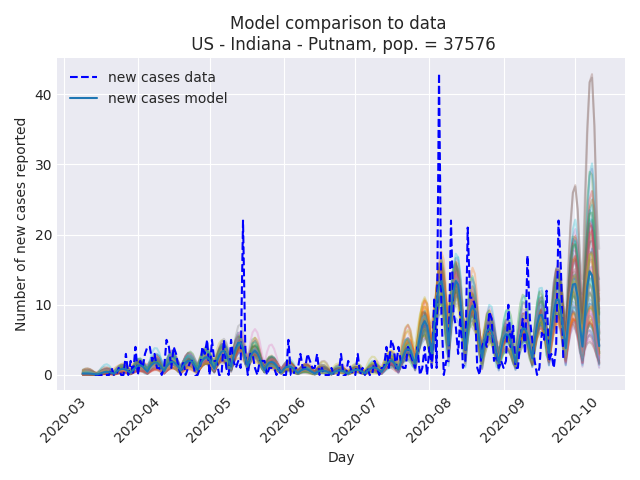 Model comparison to data
US - Indiana - Putnam, pop. = 37576
new cases data
new cases model
Number of new cases reported
40
30
20
10
0
2020-03
2020-04
2020-05
2020-06
2020-07
2020-08
2020-09
2020-10
Day